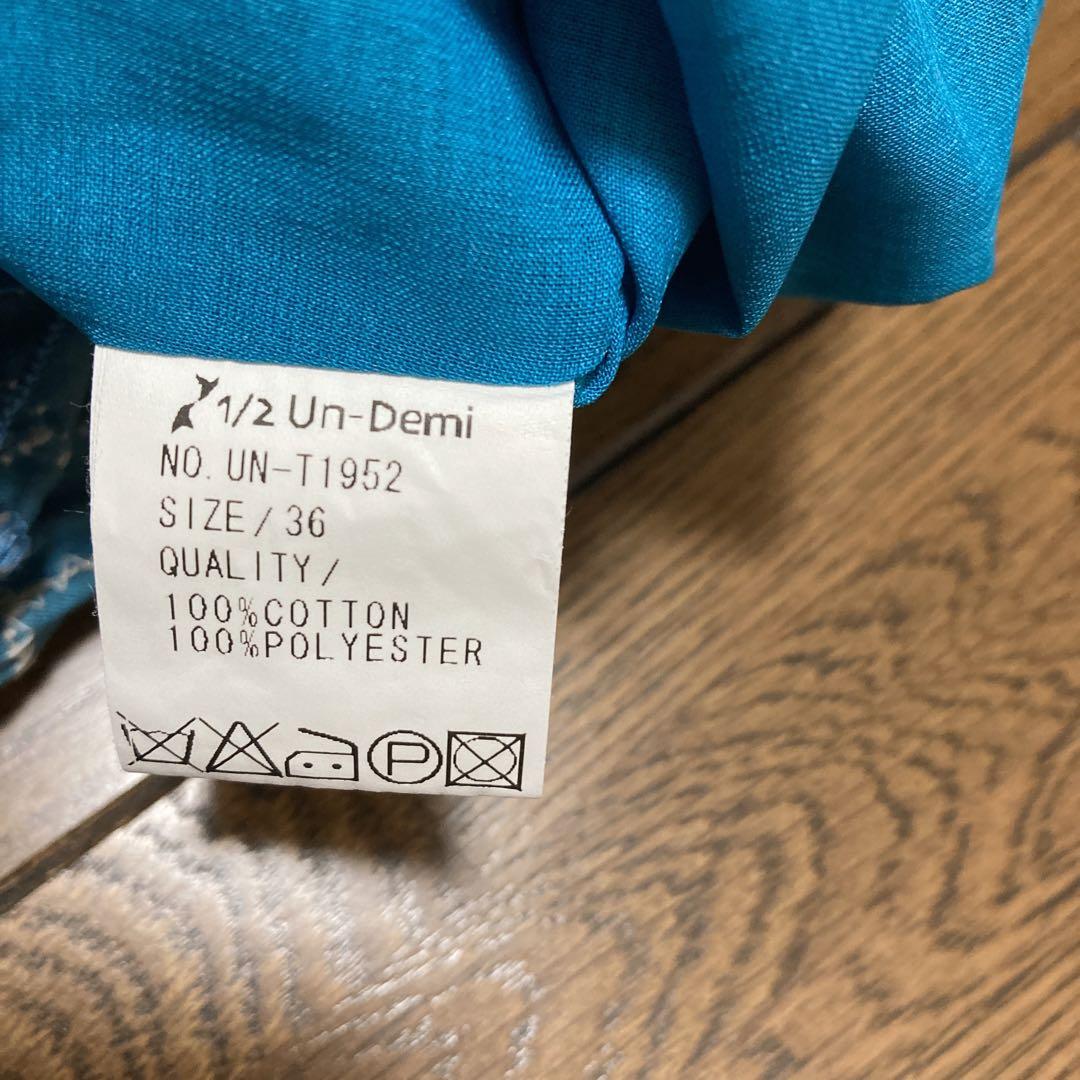 1/2 Un-Demi
NO. UN-T1952
SIZE/36
QUALITY/
100%COTTON
100%POLYESTER
P